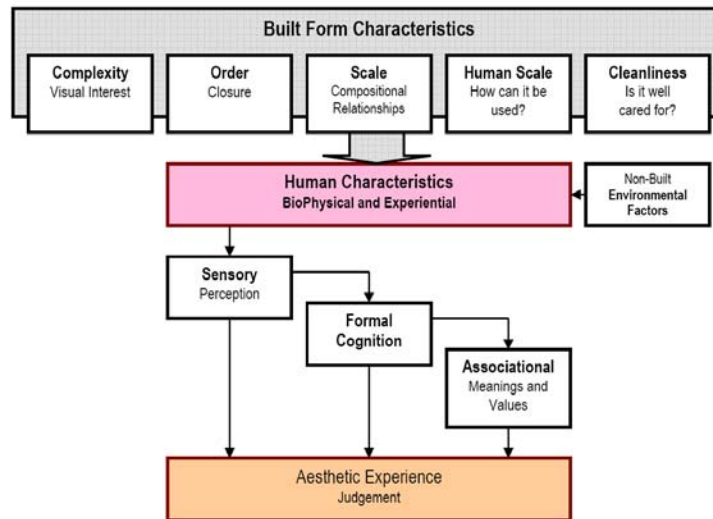 Built Form Characteristics
Complexity
Visual Interest
Order
Closure
Scale
Compositional
Relationships
Human Scale
How can it be
used?
Cleanliness
Is it well
cared for?
Human Characteristics
BioPhysical and Experiential
Non-Built
Environmental
Factors
Sensory
Perception
Formal
Cognition
Associational
Meanings and
Values
Aesthetic Experience
Judgement